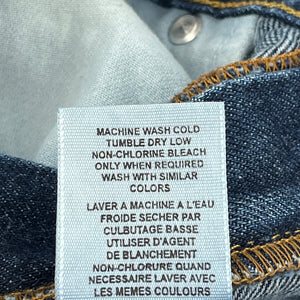 MACHINE WASH COLD
TUMBLE DRY LOW
NON-CHLORINE BLEACH
ONLY WHEN REQUIRED
WASH WITH SIMILAR
COLORS
LAVER A MACHINE A L'EAU
FROIDE SECHER PAR
CULBUTAGE BASSE
UTILISER D'AGENT
DE BLANCHEMENT
NON-CHLORURE QUAND
NECESSAIRE LAVER AVEC
LES MEMES COULOURS